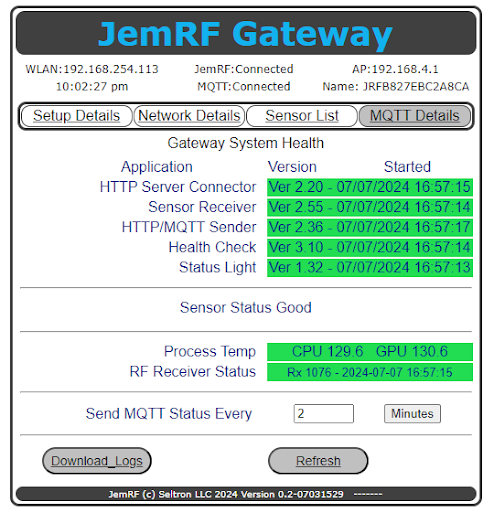 JemRF Gateway
WLAN:192.168.254.113 JemRF:Connected AP:192.168.4.1
10:02:27 pm MQTT:Connected Name: JRFB827EBC2A8CA
Setup Details Network Details Sensor List MQTT Details
Gateway System Health
Application Version Started
HTTP Server Connector Ver 2.20 - 07/07/2024 16:57:15
Sensor Receiver Ver 2.55 - 07/07/2024 16:57:14
HTTP/MQTT Sender Ver 2.36 - 07/07/2024 16:57:17
Health Check Ver 3.10 - 07/07/2024 16:57:14
Status Light Ver 1.32 - 07/07/2024 16:57:13
Sensor Status Good
Process Temp CPU 129.6 GPU 130.6
RF Receiver Status Rx 1076 - 2024-07-07 16:57:15
Send MQTT Status Every 2 Minutes
Download_Logs Refresh
JemRF (c) Seltron LLC 2024 Version 0.2-07031529 -------